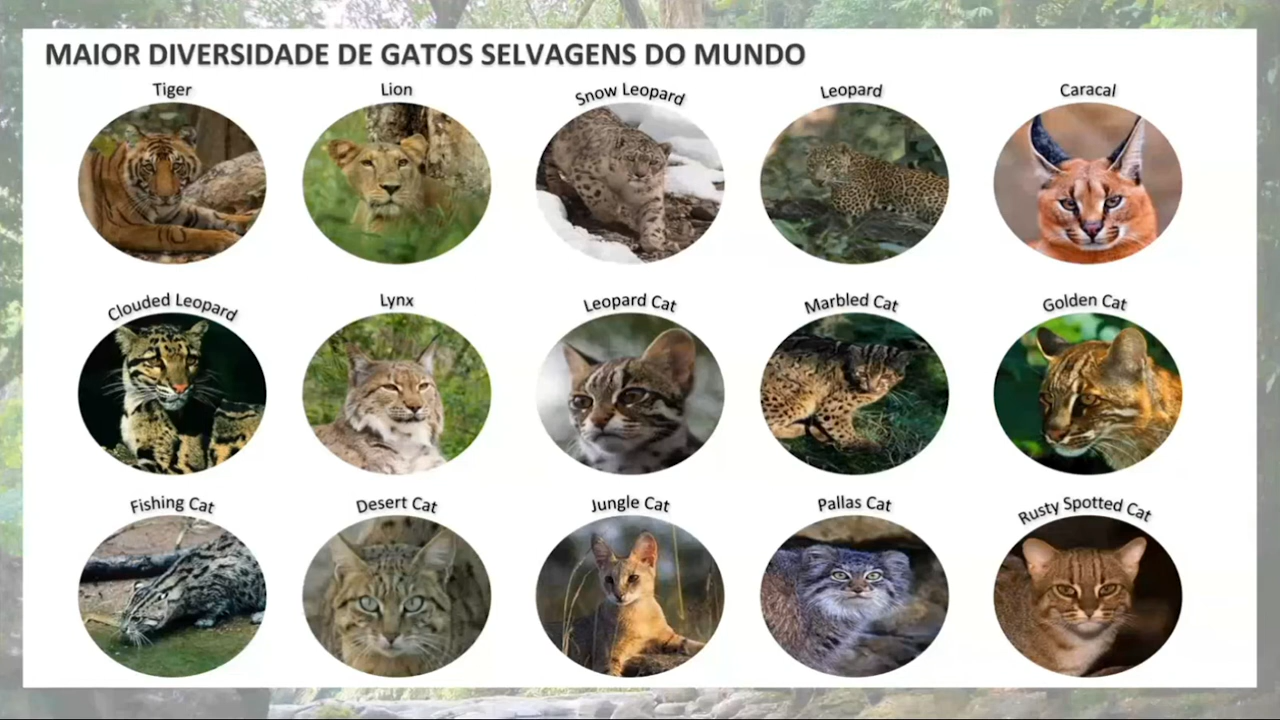 MAIOR DIVERSIDADE DE GATOS SELVAGENS DO MUNDO
Tiger
Lion
Snow Leopard
Leopard
Caracal
Clouded Leopard
Lynx
Leopard Cat
Marbled Cat
Golden Cat
Fishing Cat
Desert Cat
Jungle Cat
Pallas Cat
Rusty Spotted Cat